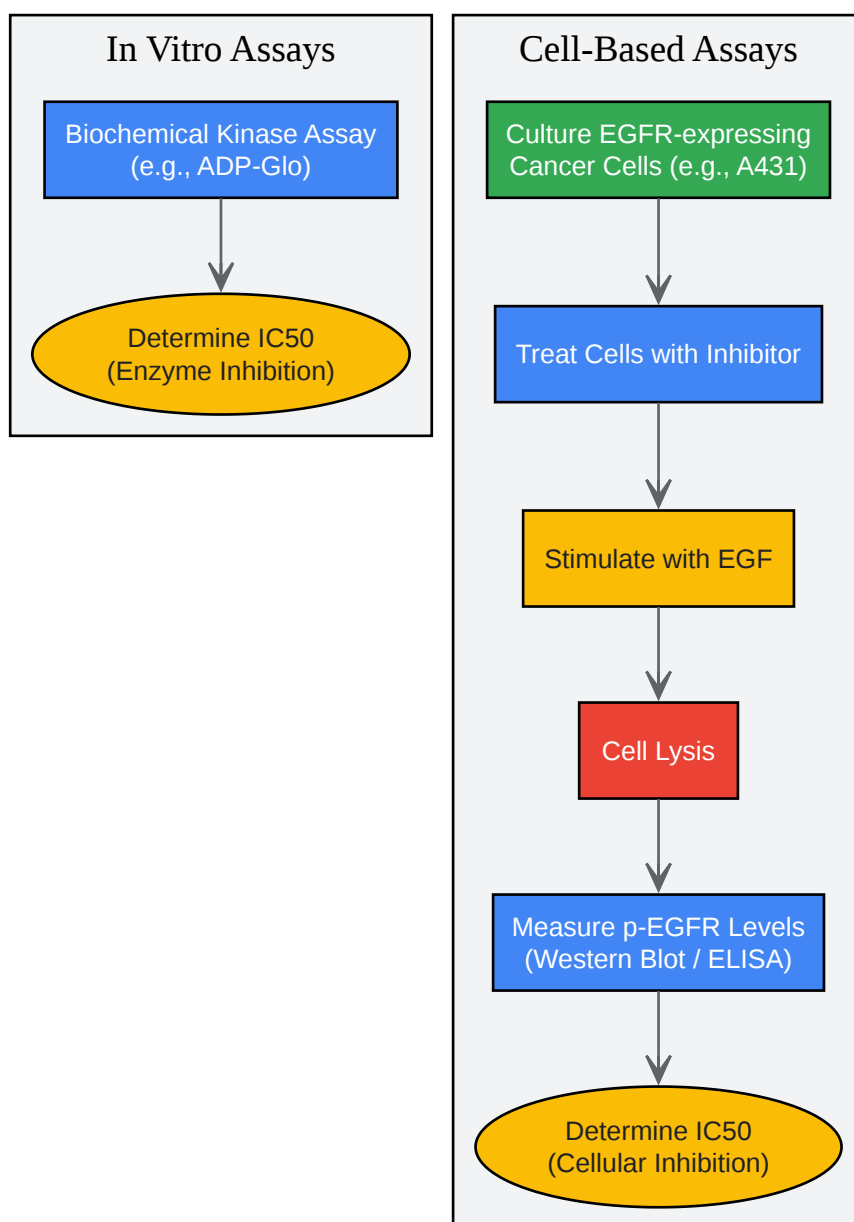 In Vitro Assays
Biochemical Kinase Assay
(e.g., ADP-Glo)
Determine IC50
(Enzyme Inhibition)
Cell-Based Assays
Culture EGFR-expressing
Cancer Cells (e.g., A431)
Treat Cells with Inhibitor
Stimulate with EGF
Cell Lysis
Measure p-EGFR Levels
(Western Blot / ELISA)
Determine IC50
(Cellular Inhibition)